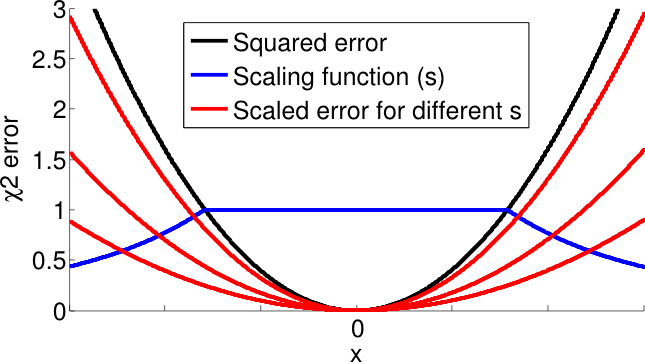 3
2.5
2
1.5
1
0.5
0
χ2 error
Squared error
Scaling function (s)
Scaled error for different s
0
x